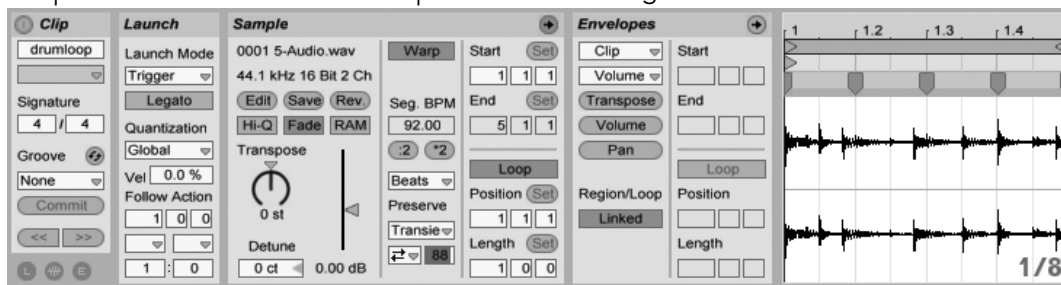 Clip
drumloop
Signature
4 / 4
Groove
None
Commit
<< >>
L E
Launch
Launch Mode
Trigger
Legato
Quantization
Global
Vel 0.0 %
Follow Action
1 0 0
1 : 0
Sample
0001 5-Audio.wav
44.1 kHz 16 Bit 2 Ch
Edit Save Rev.
Hi-Q Fade RAM
Transpose
0 st
Detune
0 ct 0.00 dB
Warp
Seg. BPM
92.00
:2 *2
Beats
Preserve
Transie
88
Start Set
1 1 1
End Set
5 1 1
Loop
Position Set
1 1 1
Length Set
1 0 0
Envelopes
Clip
Volume
Transpose
Volume
Pan
Region/Loop
Linked
Start
End
Loop
Position
Length
1 1.2 1.3 1.4
1/8